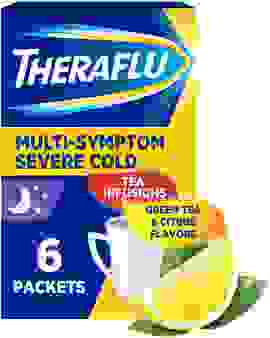 THERAFLU
MULTI-SYMPTOM
SEVERE COLD
TEA
INFUSIONS
GREEN TEA
& CITRUS
FLAVORS
6
PACKETS